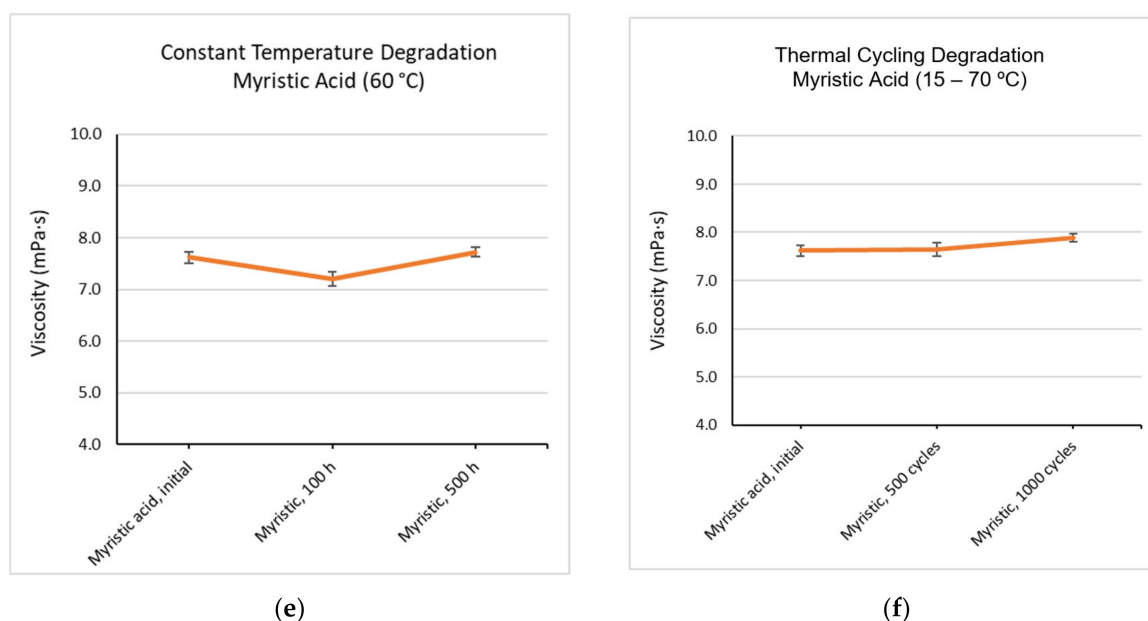 Constant Temperature Degradation
Myristic Acid (60 °C)
10.0
9.0
8.0
7.0
6.0
5.0
4.0
Viscosity (mPa·s)
Myristic acid, initial
Myristic, 100 h
Myristic, 500 h
(e)
Thermal Cycling Degradation
Myristic Acid (15 – 70 ºC)
10.0
9.0
8.0
7.0
6.0
5.0
4.0
Viscosity (mPa·s)
Myristic acid, initial
Myristic, 500 cycles
Myristic, 1000 cycles
(f)